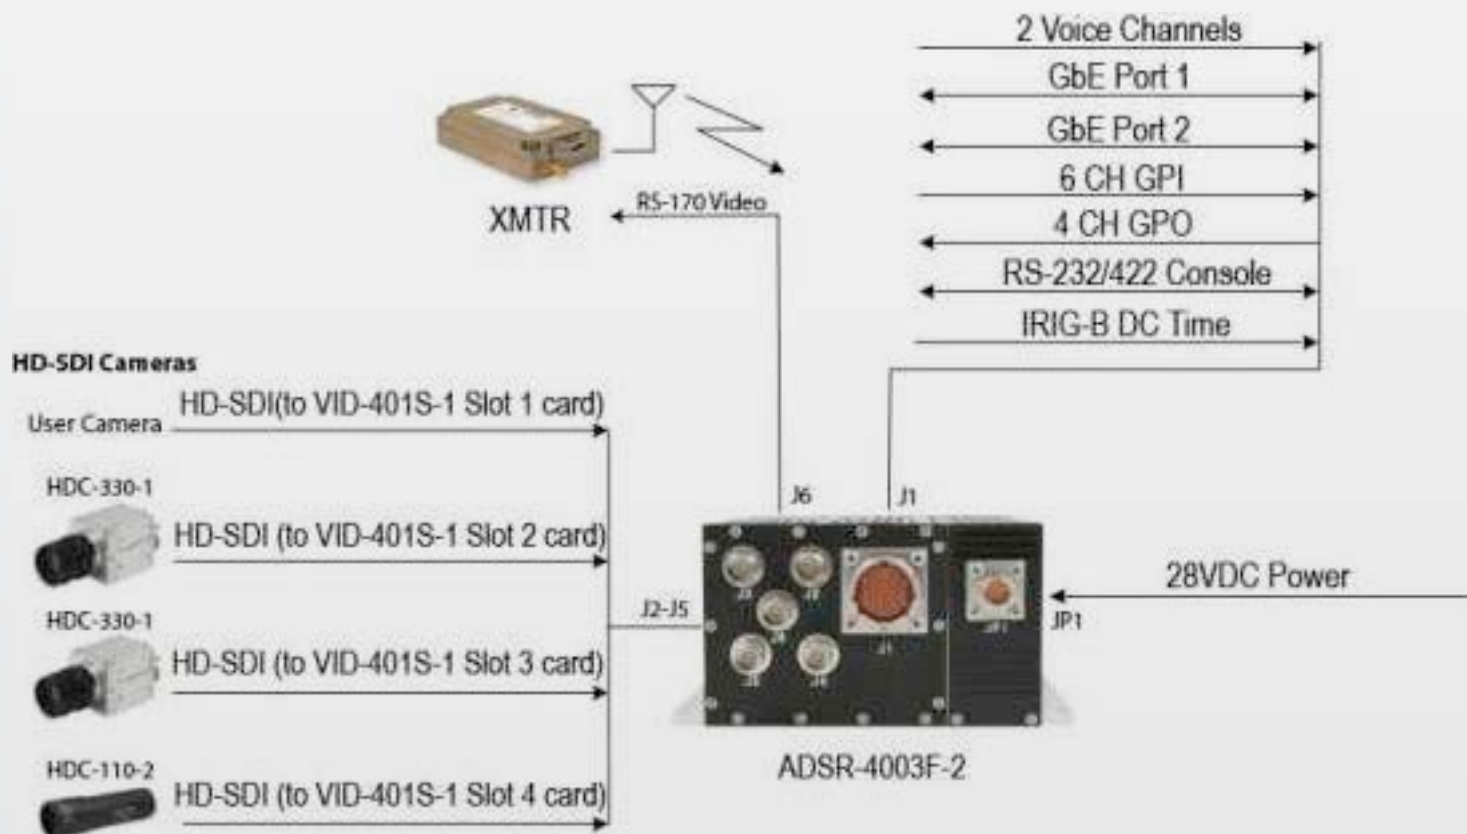 2 Voice Channels
GbE Port 1
GbE Port 2
6 CH GPI
4 CH GPO
RS-232/422 Console
IRIG-B DC Time
XMTR
RS-170 Video
HD-SDI Cameras
User Camera
HD-SDI(to VID-401S-1 Slot 1 card)
HDC-330-1
HD-SDI (to VID-401S-1 Slot 2 card)
HDC-330-1
HD-SDI (to VID-401S-1 Slot 3 card)
HDC-110-2
HD-SDI (to VID-401S-1 Slot 4 card)
J6
J1
J2-J5
28VDC Power
JP1
ADSR-4003F-2